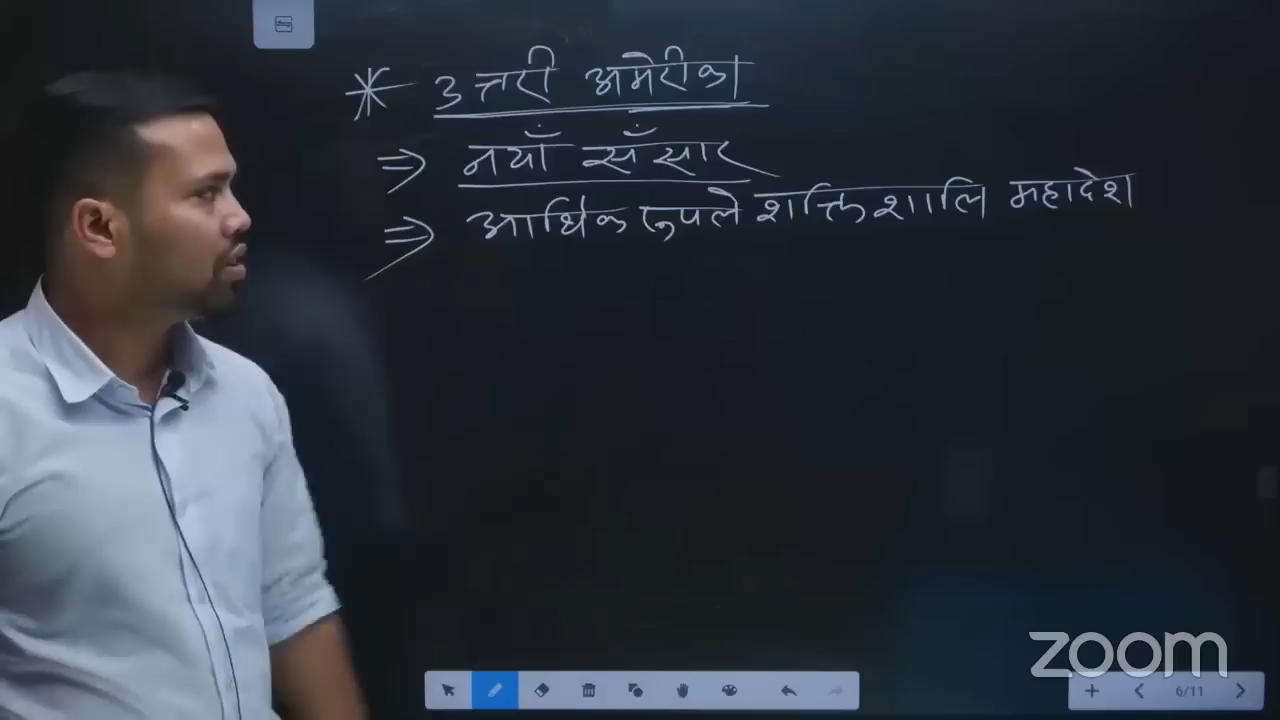 * उत्तरी अमेरीका
⇒ नयाँ सँसार
⇒ आर्थिक रूपले शक्तिशालि महादेश
zoom
6/11